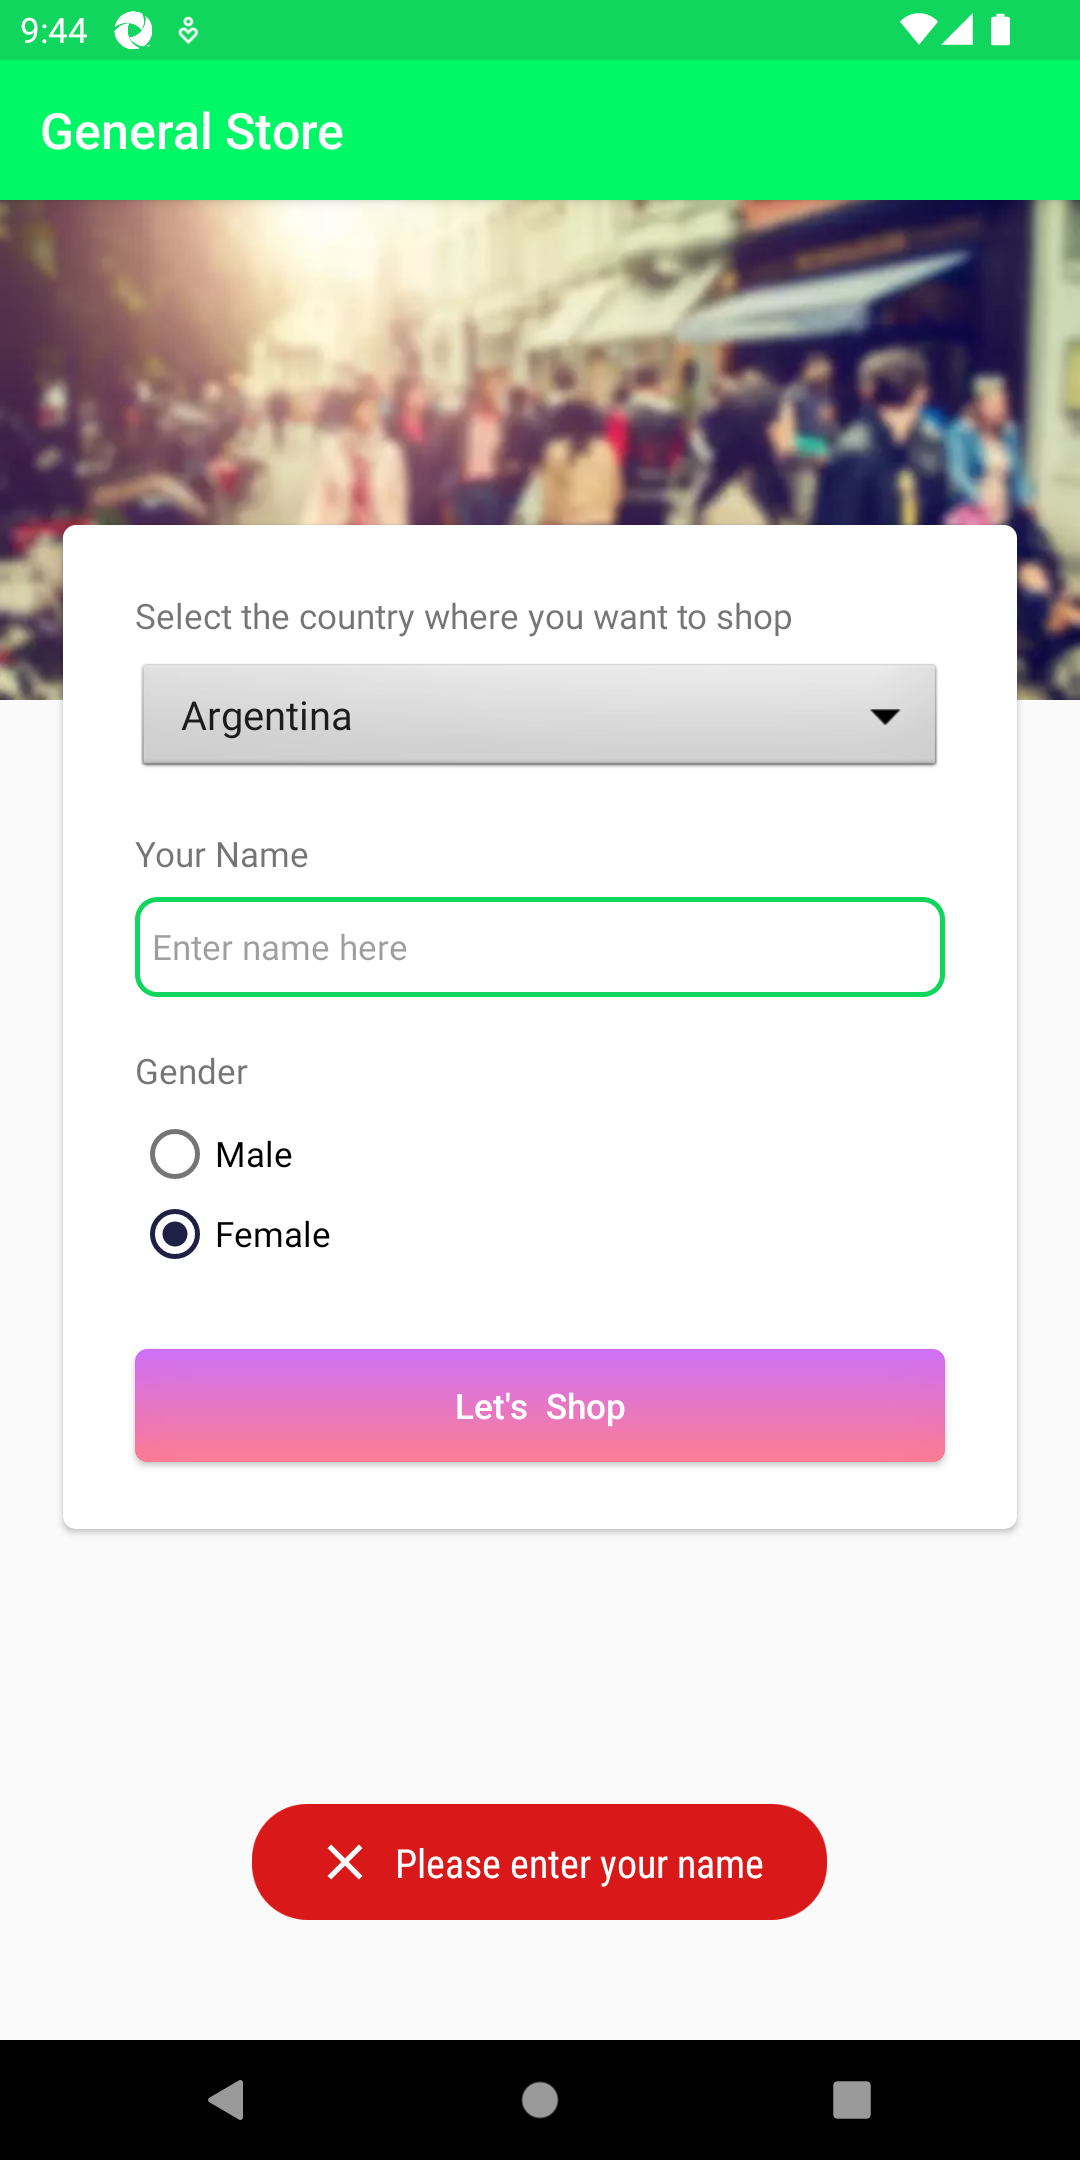 9:44
General Store
Select the country where you want to shop
Argentina
Your Name
Enter name here
Gender
Male
Female
Let's  Shop
Please enter your name